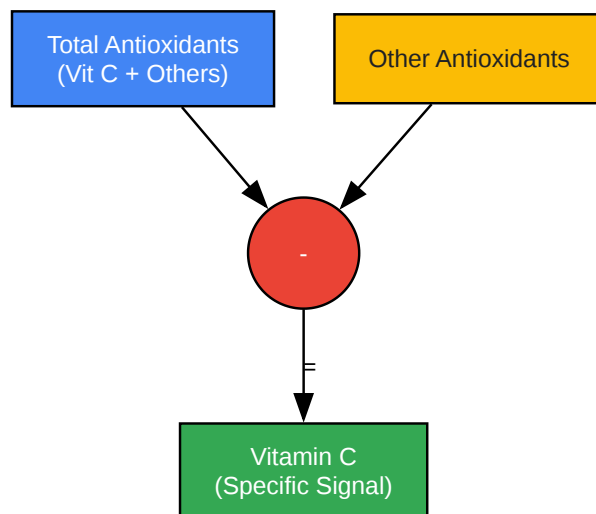 Total Antioxidants
(Vit C + Others)
Other Antioxidants
-
=
Vitamin C
(Specific Signal)